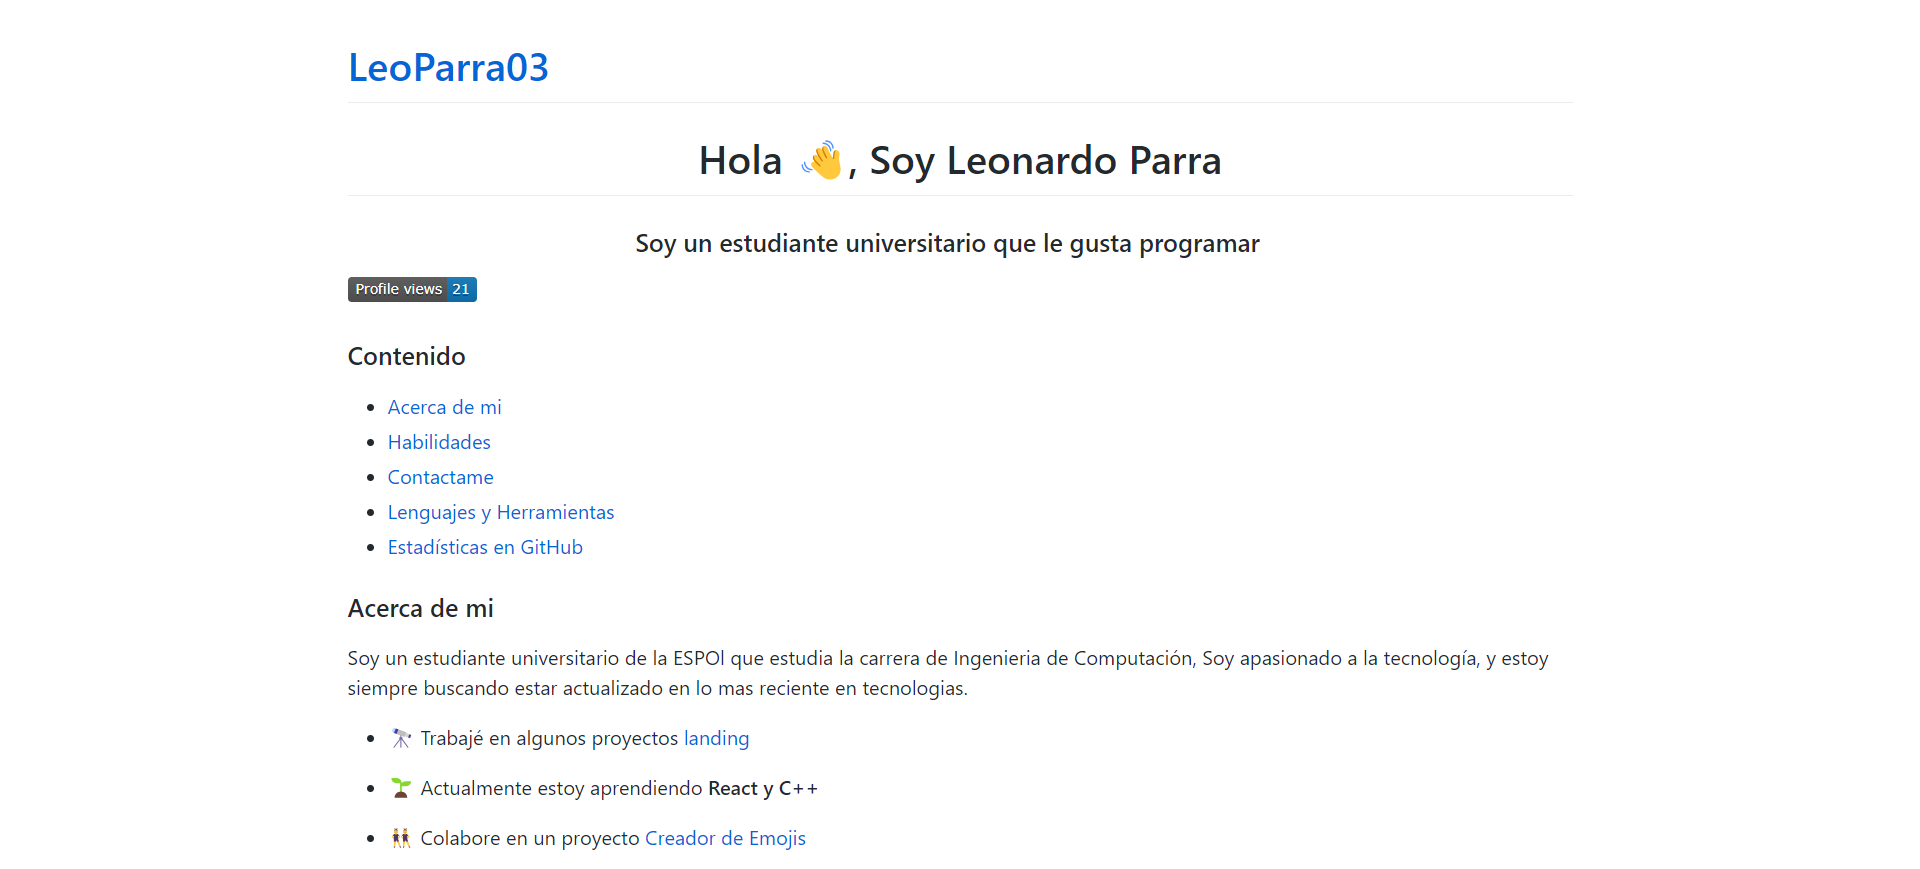 LeoParra03
Hola 👋, Soy Leonardo Parra
Soy un estudiante universitario que le gusta programar
Profile views 21
Contenido
Acerca de mi
Habilidades
Contactame
Lenguajes y Herramientas
Estadísticas en GitHub
Acerca de mi
Soy un estudiante universitario de la ESPOl que estudia la carrera de Ingenieria de Computación, Soy apasionado a la tecnología, y estoy
siempre buscando estar actualizado en lo mas reciente en tecnologias.
🔭 Trabajé en algunos proyectos landing
🌱 Actualmente estoy aprendiendo React y C++
👯 Colabore en un proyecto Creador de Emojis